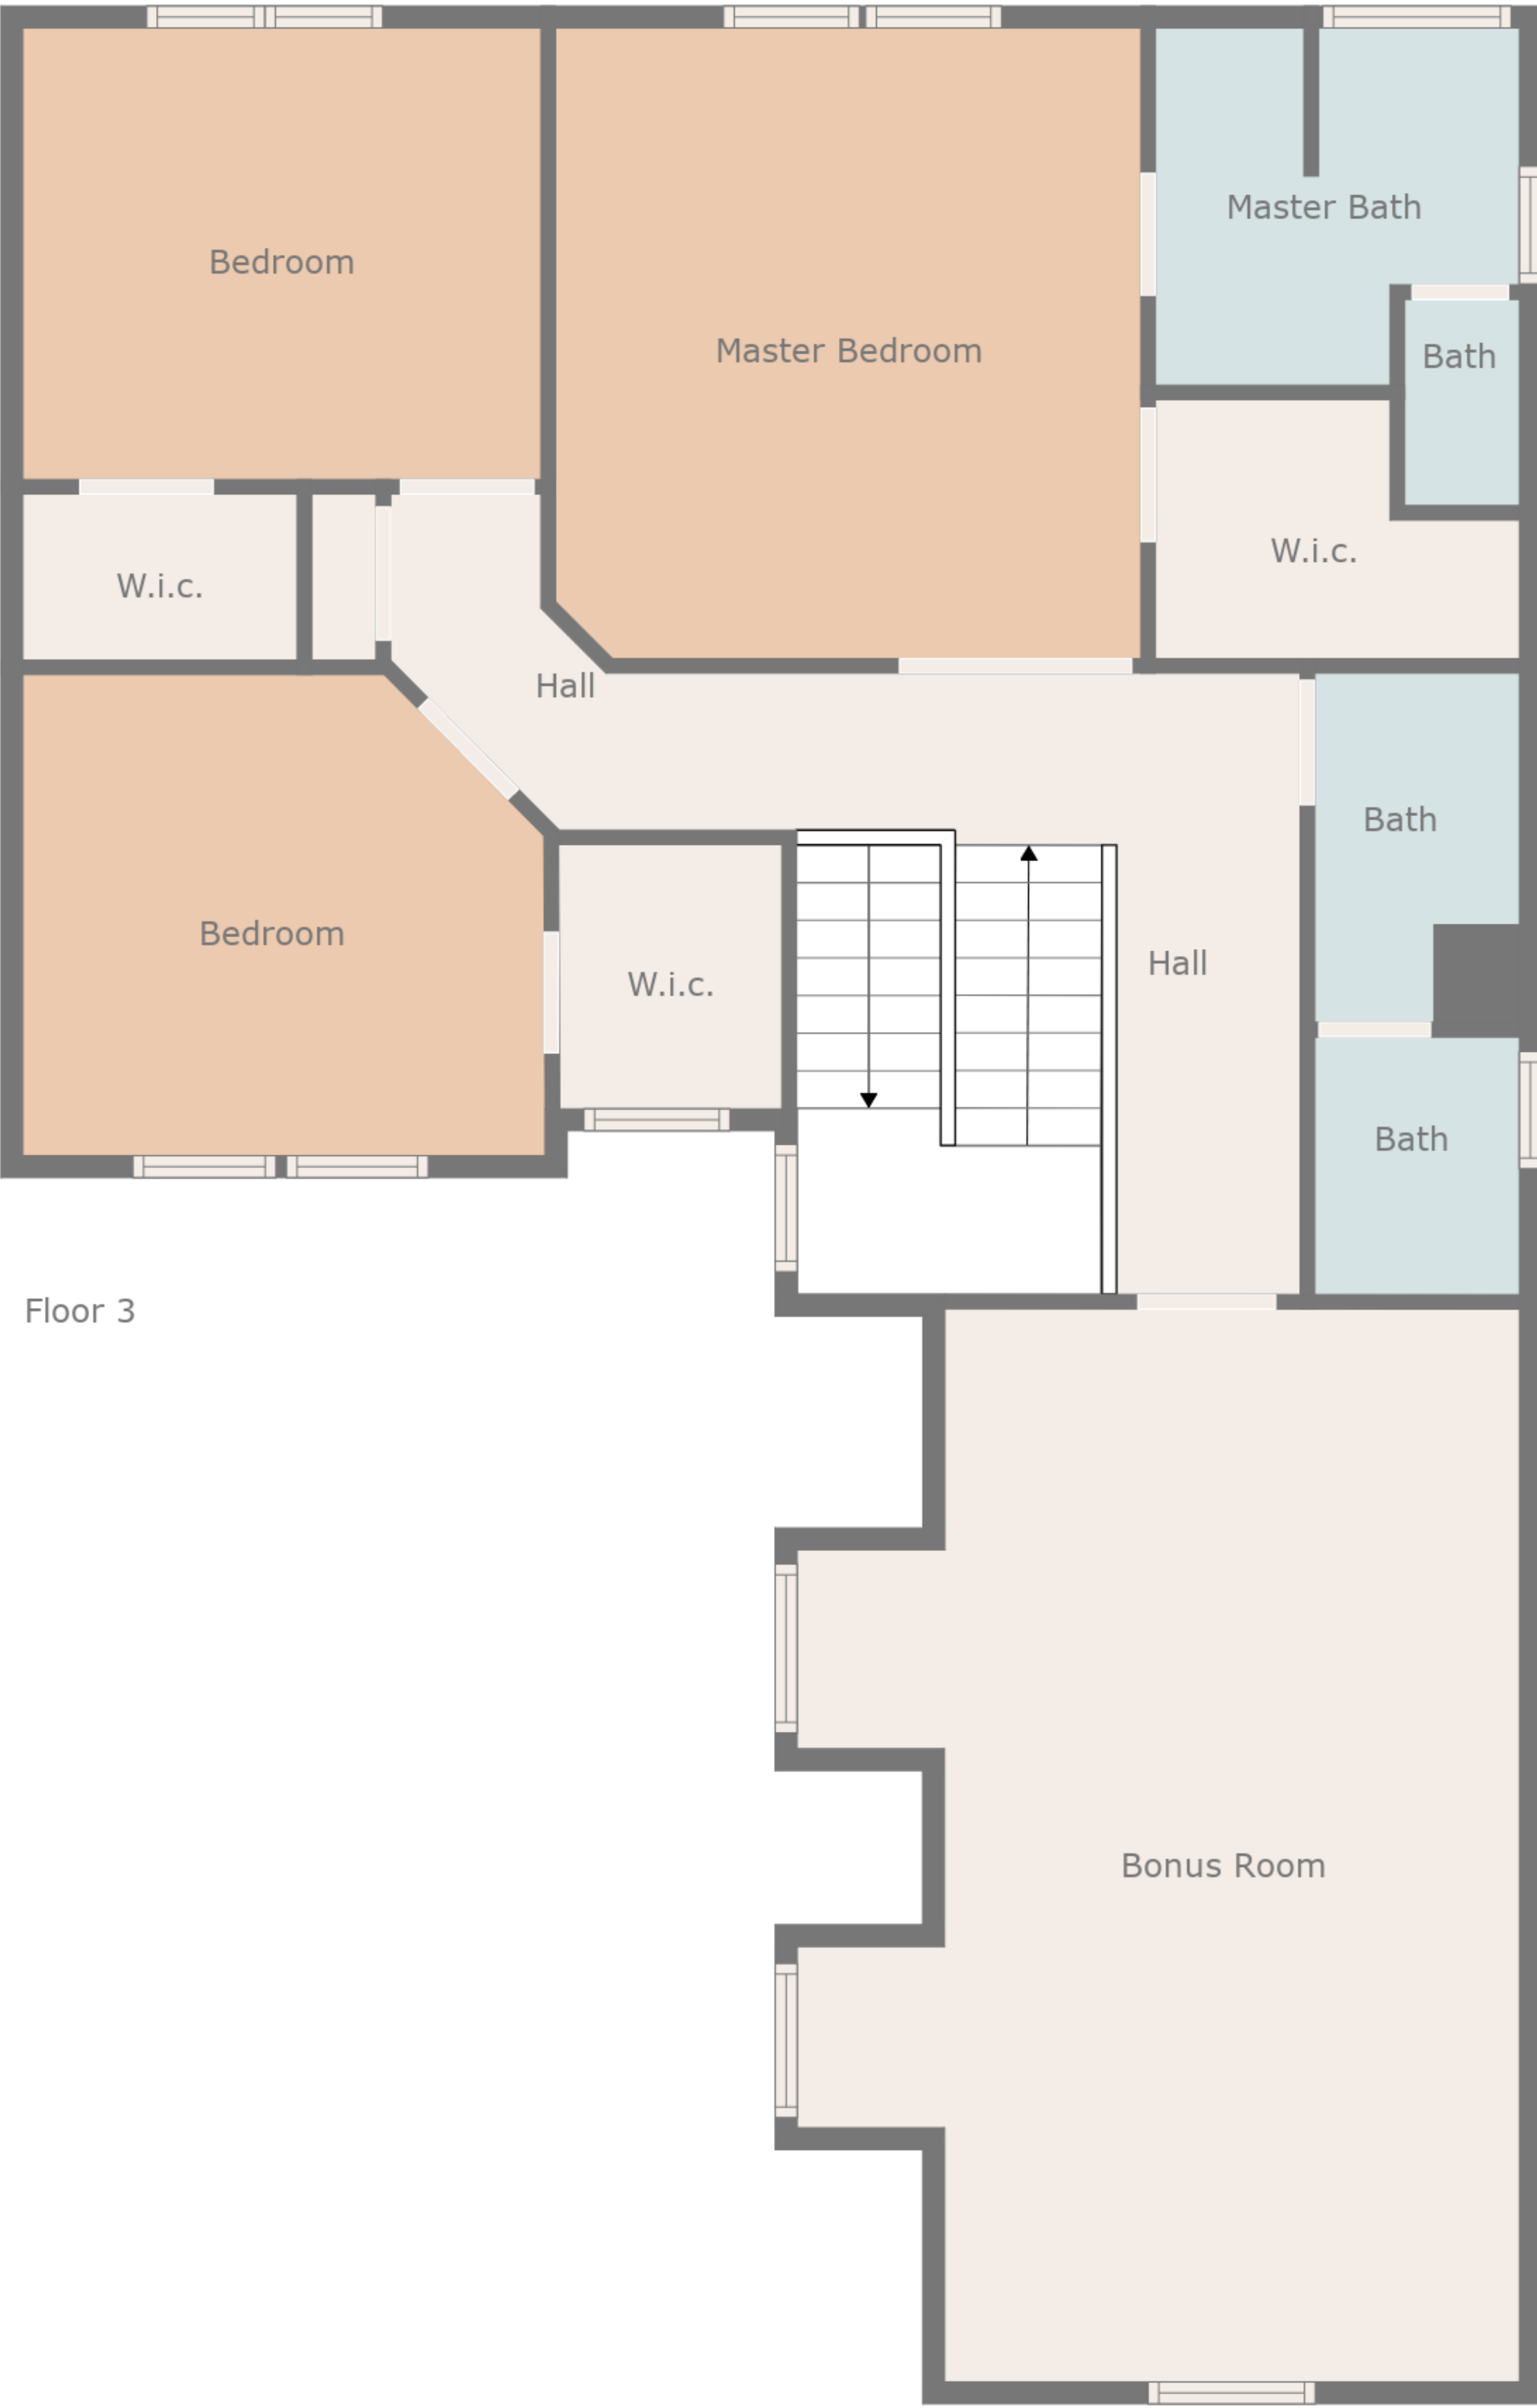 Master Bath
Bedroom
Master Bedroom
Bath
W.i.c.
W.i.c.
Hall
Bath
Bedroom
Hall
W.i.c.
Bath
Floor 3
Bonus Room